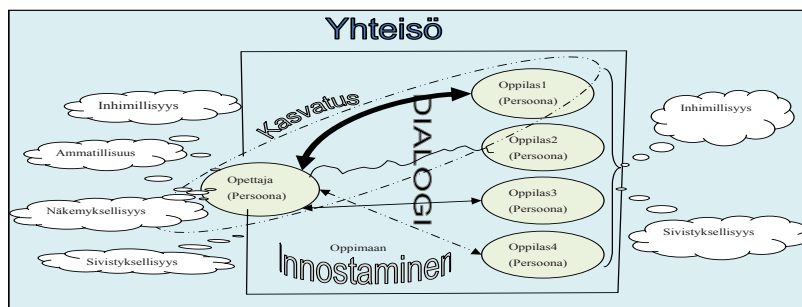 Yhteisö
Inhimillisyys
Ammatillisuus
Näkemyksellisyys
Sivistyksellisyys
Opettaja
(Persoona)
Kasvatus
DIALOGI
Oppilas1
(Persoona)
Oppilas2
(Persoona)
Oppilas3
(Persoona)
Oppilas4
(Persoona)
Oppimaan
Innostaminen
Inhimillisyys
Sivistyksellisyys